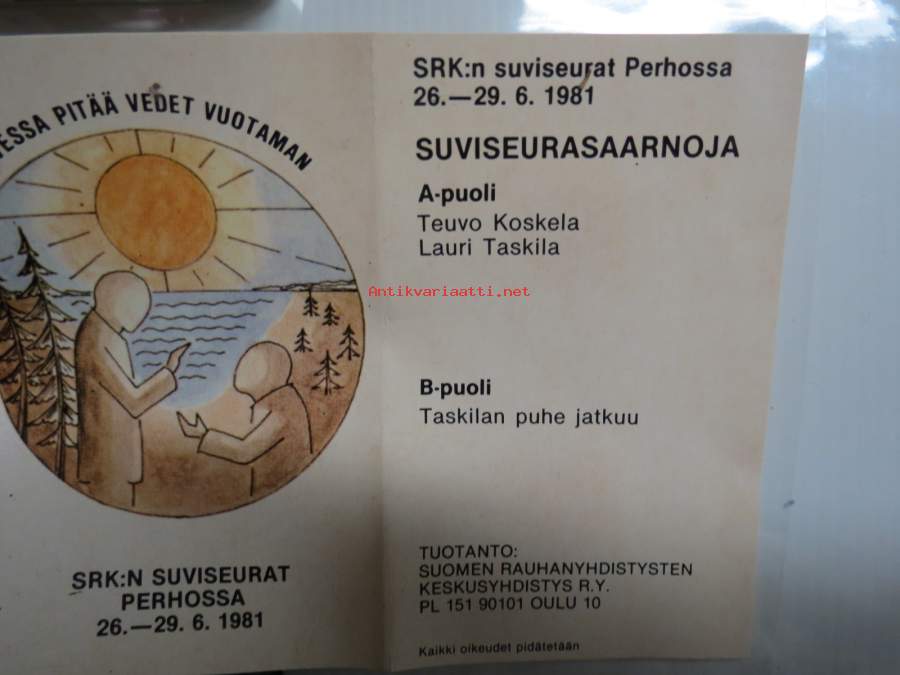 PITÄÄ VEDET VUOTAMAN
SRK:N SUVISEURAT
PERHOSSA
26.—29. 6. 1981
SRK:n suviseurat Perhossa
26.—29. 6. 1981
SUVISEURASAARNOJA
A-puoli
Teuvo Koskela
Lauri Taskila
Antikvariaatti.net
B-puoli
Taskilan puhe jatkuu
TUOTANTO:
SUOMEN RAUHANYHDISTYSTEN
KESKUSYHDISTYS R.Y.
PL 151 90101 OULU 10
Kaikki oikeudet pidätetään